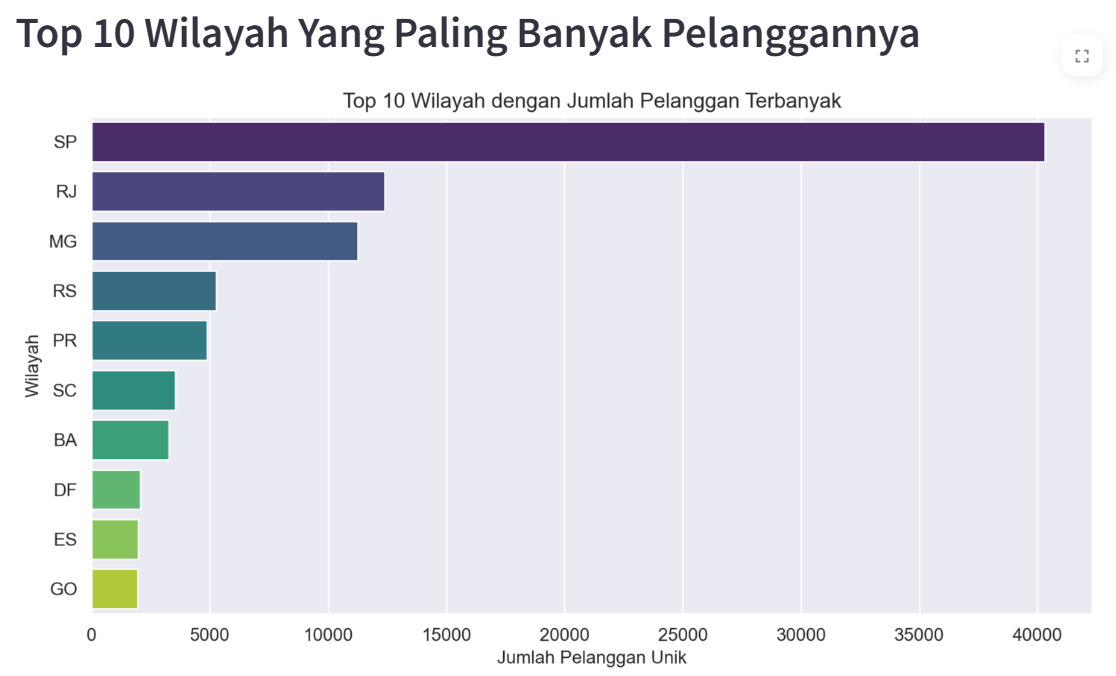 Top 10 Wilayah Yang Paling Banyak Pelanggannya
Top 10 Wilayah dengan Jumlah Pelanggan Terbanyak
SP
RJ
MG
RS
PR
SC
BA
DF
ES
GO
Wilayah
0 5000 10000 15000 20000 25000 30000 35000 40000
Jumlah Pelanggan Unik